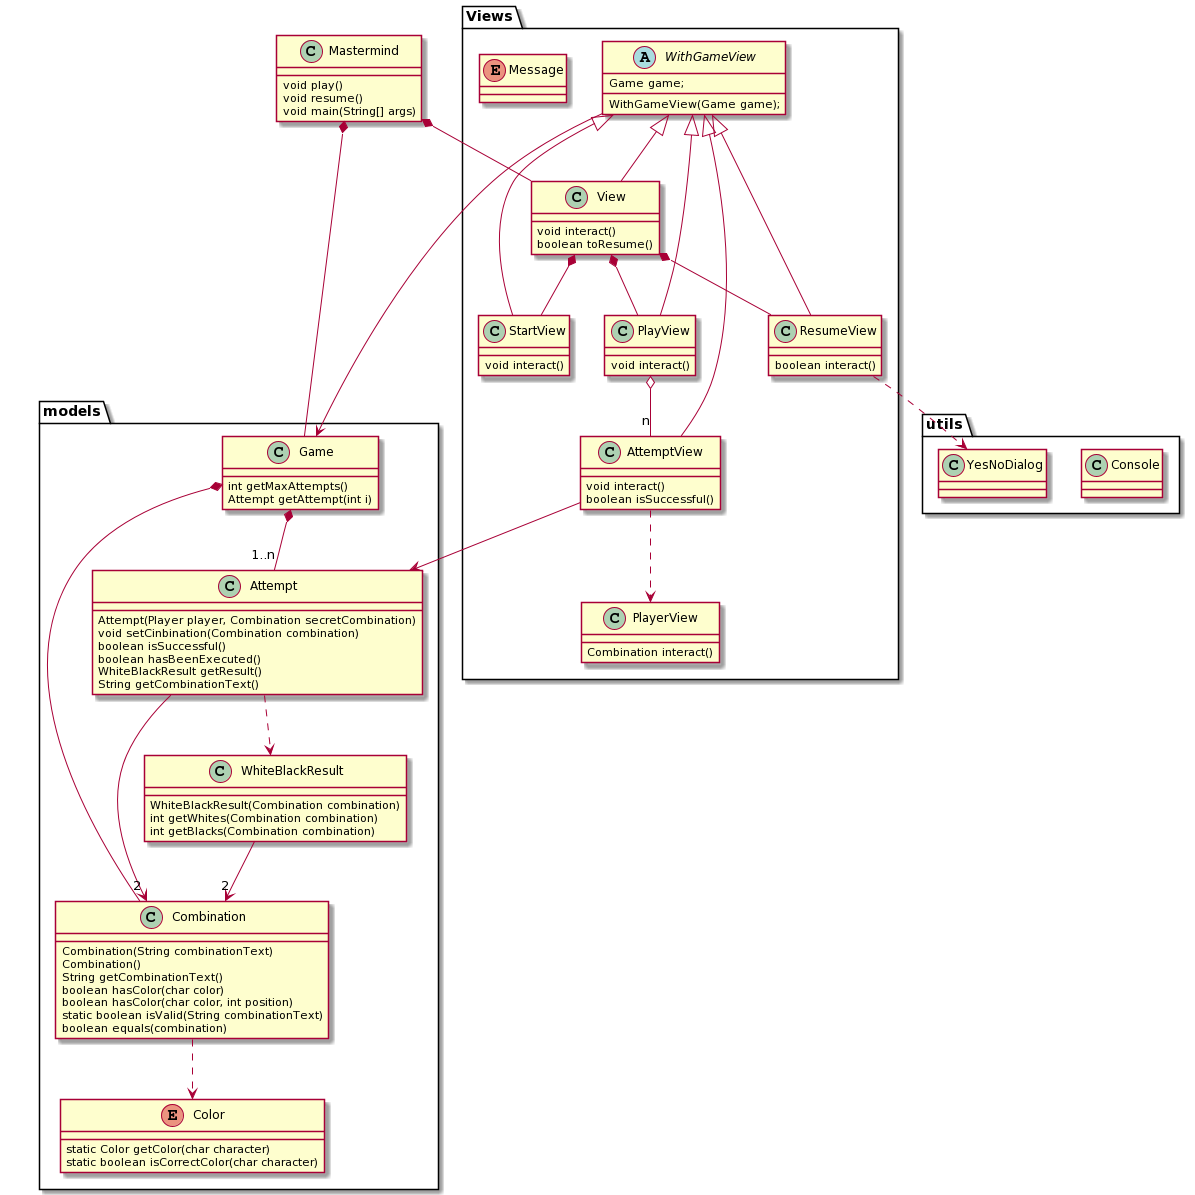 Views
C Mastermind
void play()
void resume()
void main(String[] args)
E Message
A WithGameView
Game game;
WithGameView(Game game);
C View
void interact()
boolean toResume()
C StartView
void interact()
C PlayView
void interact()
C ResumeView
boolean interact()
n
models
C Game
int getMaxAttempts()
Attempt getAttempt(int i)
C AttemptView
void interact()
boolean isSuccessful()
utils
C YesNoDialog
C Console
1..n
C Attempt
Attempt(Player player, Combination secretCombination)
void setCinbination(Combination combination)
boolean isSuccessful()
boolean hasBeenExecuted()
WhiteBlackResult getResult()
String getCombinationText()
C PlayerView
Combination interact()
C WhiteBlackResult
WhiteBlackResult(Combination combination)
int getWhites(Combination combination)
int getBlacks(Combination combination)
2
2
C Combination
Combination(String combinationText)
Combination()
String getCombinationText()
boolean hasColor(char color)
boolean hasColor(char color, int position)
static boolean isValid(String combinationText)
boolean equals(combination)
E Color
static Color getColor(char character)
static boolean isCorrectColor(char character)